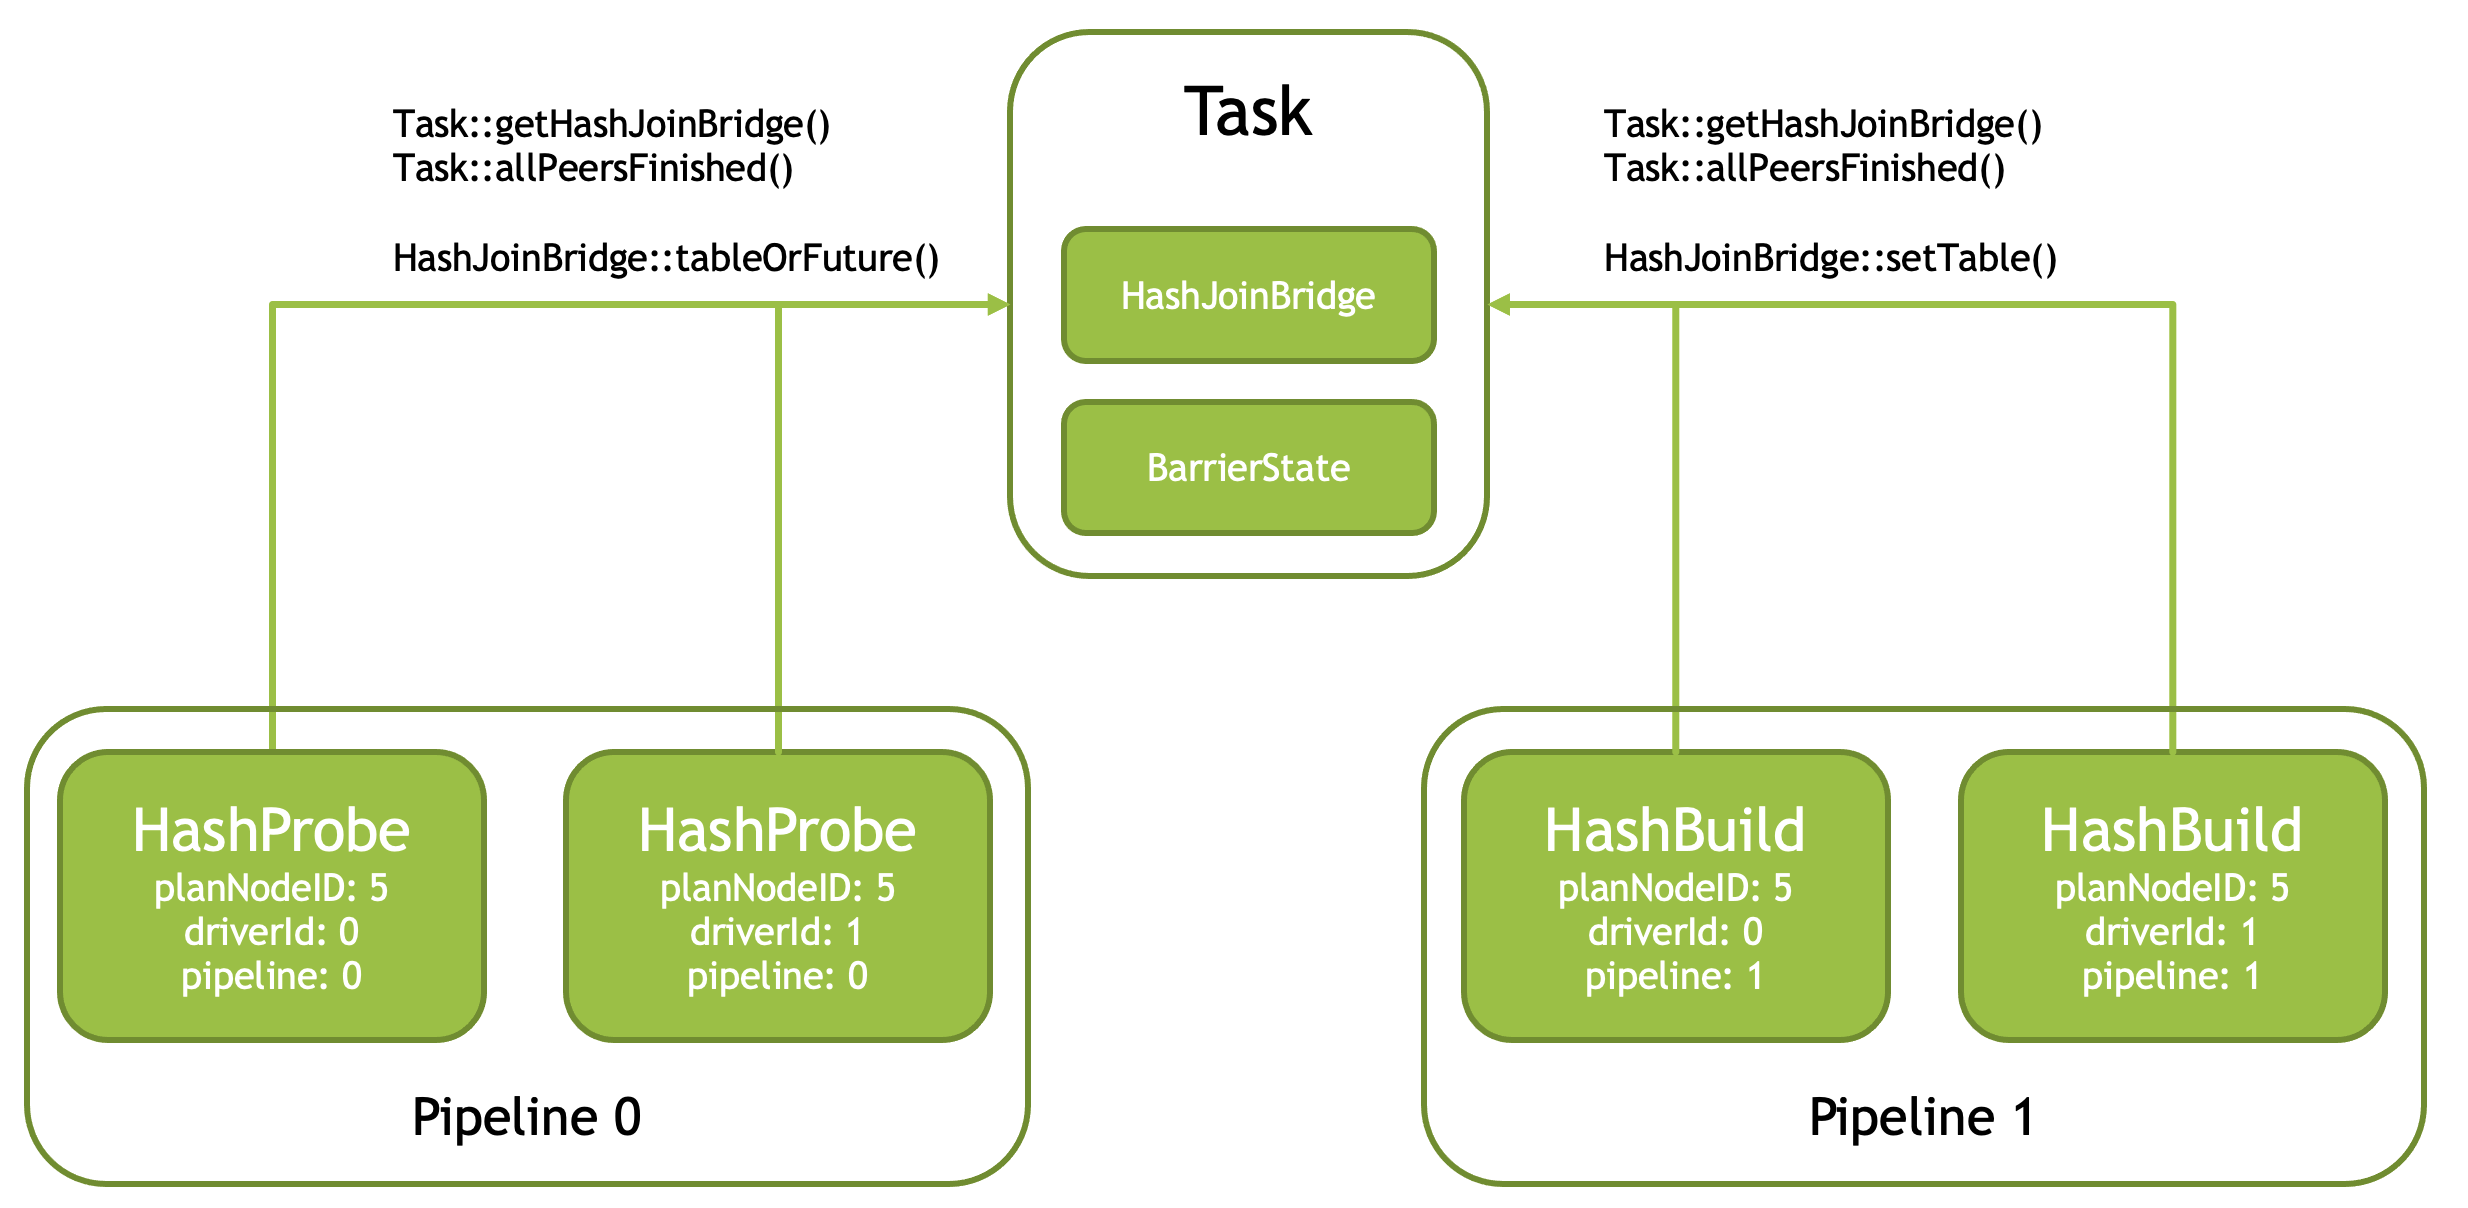 Task::getHashJoinBridge()
Task::allPeersFinished()
HashJoinBridge::tableOrFuture()
Task
HashJoinBridge
BarrierState
Task::getHashJoinBridge()
Task::allPeersFinished()
HashJoinBridge::setTable()
HashProbe
planNodeID: 5
driverId: 0
pipeline: 0
HashProbe
planNodeID: 5
driverId: 1
pipeline: 0
Pipeline 0
HashBuild
planNodeID: 5
driverId: 0
pipeline: 1
HashBuild
planNodeID: 5
driverId: 1
pipeline: 1
Pipeline 1